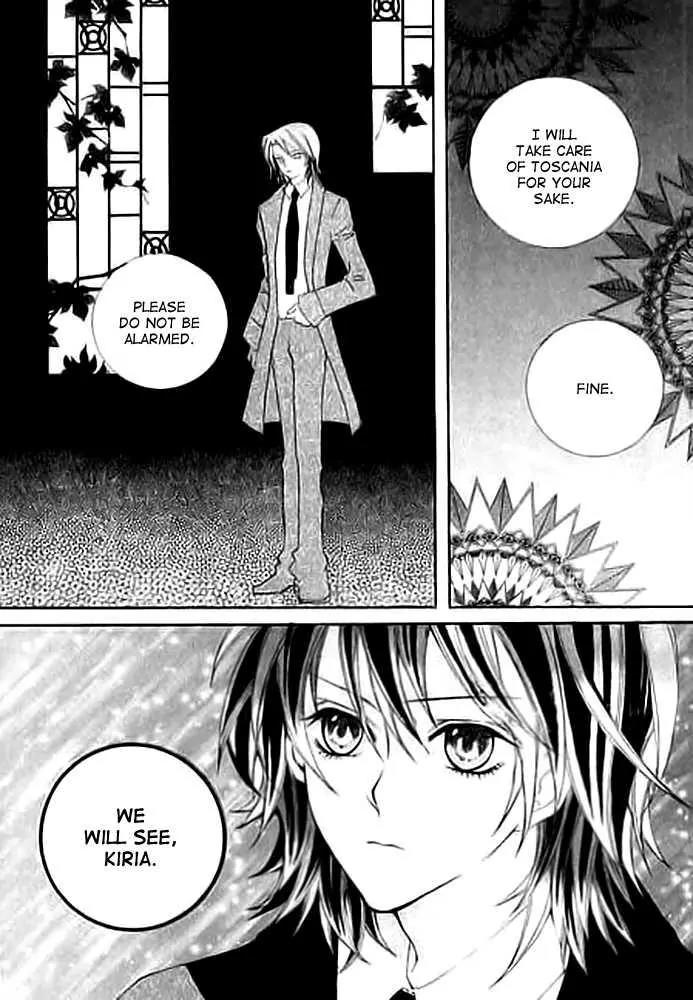 PLEASE
DO NOT BE
ALARMED.
I WILL
TAKE CARE
OF TOSCANIA
FOR YOUR
SAKE.
FINE.
WE
WILL SEE,
KIRIA.